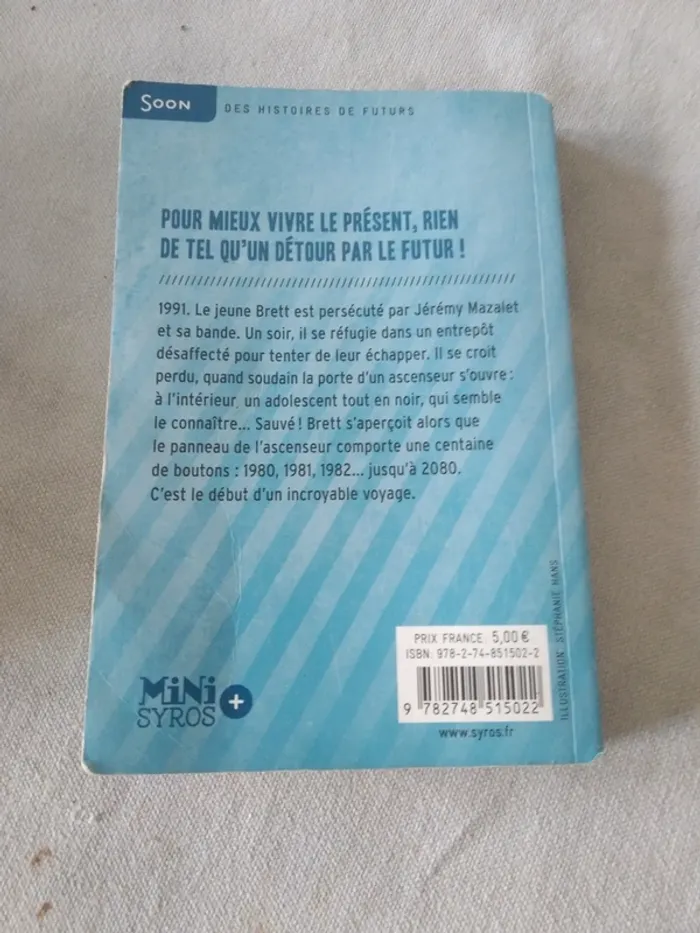 SOON
DES HISTOIRES DE FUTURS
POUR MIEUX VIVRE LE PRÉSENT, RIEN
DE TEL QU'UN DÉTOUR PAR LE FUTUR !
1991. Le jeune Brett est persécuté par Jérémy Mazalet
et sa bande. Un soir, il se réfugie dans un entrepôt
désaffecté pour tenter de leur échapper. Il se croit
perdu, quand soudain la porte d'un ascenseur s'ouvre :
à l'intérieur, un adolescent tout en noir, qui semble
le connaître... Sauvé ! Brett s'aperçoit alors que
le panneau de l'ascenseur comporte une centaine
de boutons : 1980, 1981, 1982... jusqu'à 2080.
C'est le début d'un incroyable voyage.
ILLUSTRATION STÉPHANIE HANS
PRIX FRANCE 5,00 €
ISBN: 978-2-74-851502-2
9 782748 515022
www.syros.fr
MiNi
SYROS +